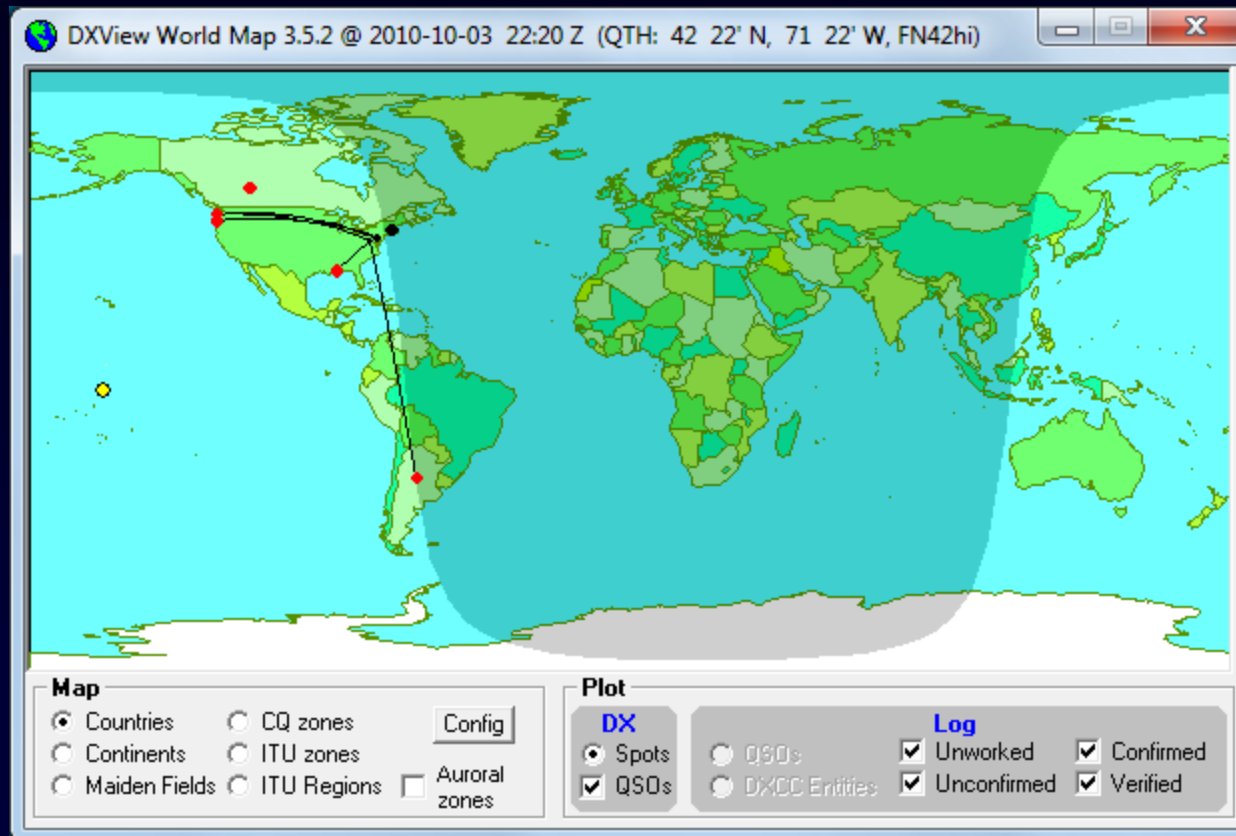 DXView World Map 3.5.2 @ 2010-10-03 22:20 Z (QTH: 42 22' N, 71 22' W, FN42hi)
Map
Countries
CQ zones
Config
Continents
ITU zones
Maiden Fields
ITU Regions
Auroral
zones
Plot
DX
Spots
QSOs
Log
QSOs
Unworked
Confirmed
DXCC Entities
Unconfirmed
Verified